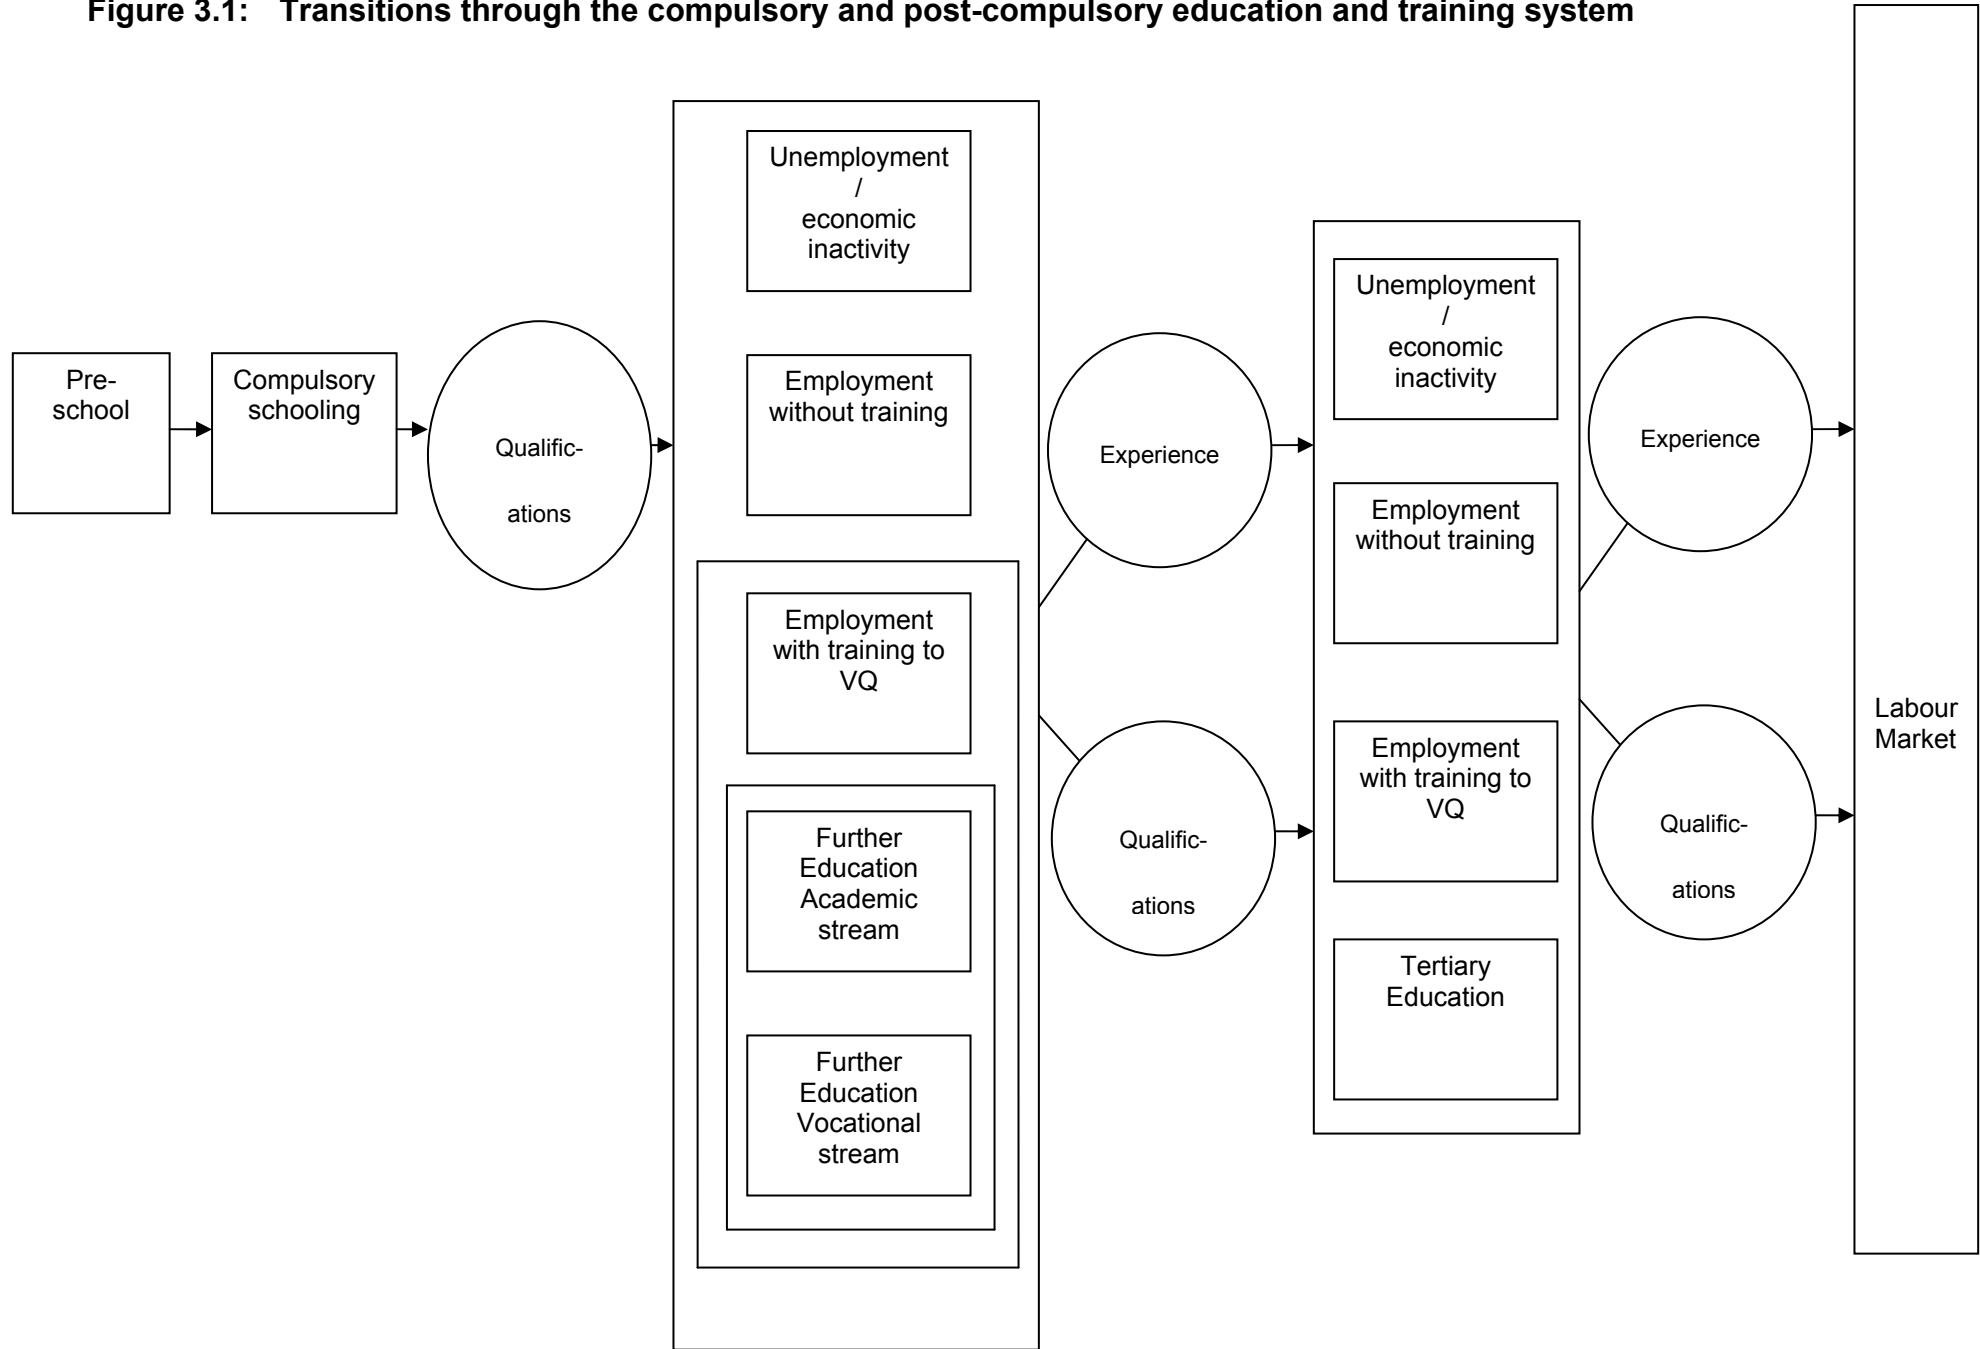 Figure 3.1: Transitions through the compulsory and post-compulsory education and training system
Pre-
school
Compulsory
schooling
Qualific-
ations
Unemployment
/
economic
inactivity
Employment
without training
Employment
with training to
VQ
Further
Education
Academic
stream
Further
Education
Vocational
stream
Experience
Qualific-
ations
Unemployment
/
economic
inactivity
Employment
without training
Employment
with training to
VQ
Tertiary
Education
Experience
Qualific-
ations
Labour
Market